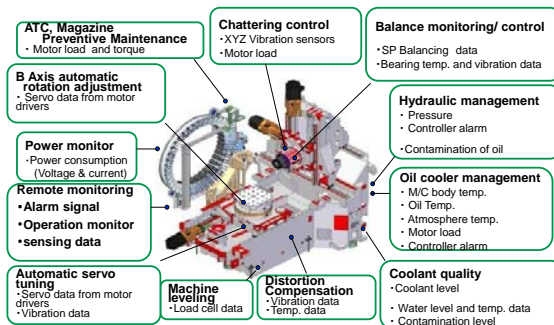 ATC, Magazine
Preventive Maintenance
・Motor load and torque
Chattering control
・XYZ Vibration sensors
・Motor load
Balance monitoring/ control
・SP Balancing data
・Bearing temp. and vibration data
B Axis automatic
rotation adjustment
・Servo data from motor
drivers
Hydraulic management
・Pressure
・Controller alarm
・Contamination of oil
Power monitor
・Power consumption
(Voltage & current)
Remote monitoring
・Alarm signal
・Operation monitor
・sensing data
Oil cooler management
・M/C body temp.
・Oil Temp.
・Atmosphere temp.
・Motor load
・Controller alarm
Automatic servo
tuning
・Servo data from motor
drivers
・Vibration data
Machine
leveling
・Load cell data
Distortion
Compensation
・Vibration data
・Temp. data
Coolant quality
・Coolant level
・Water level and temp. data
・Contamination level